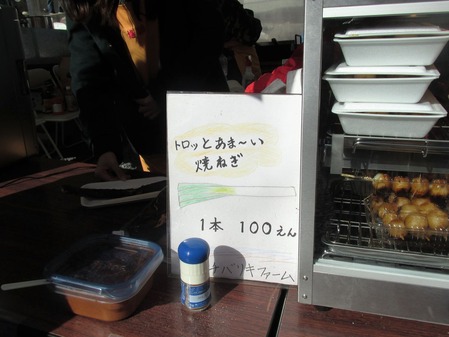 トロッとあま〜い
焼ねぎ
1本 100えん
バリキファーム